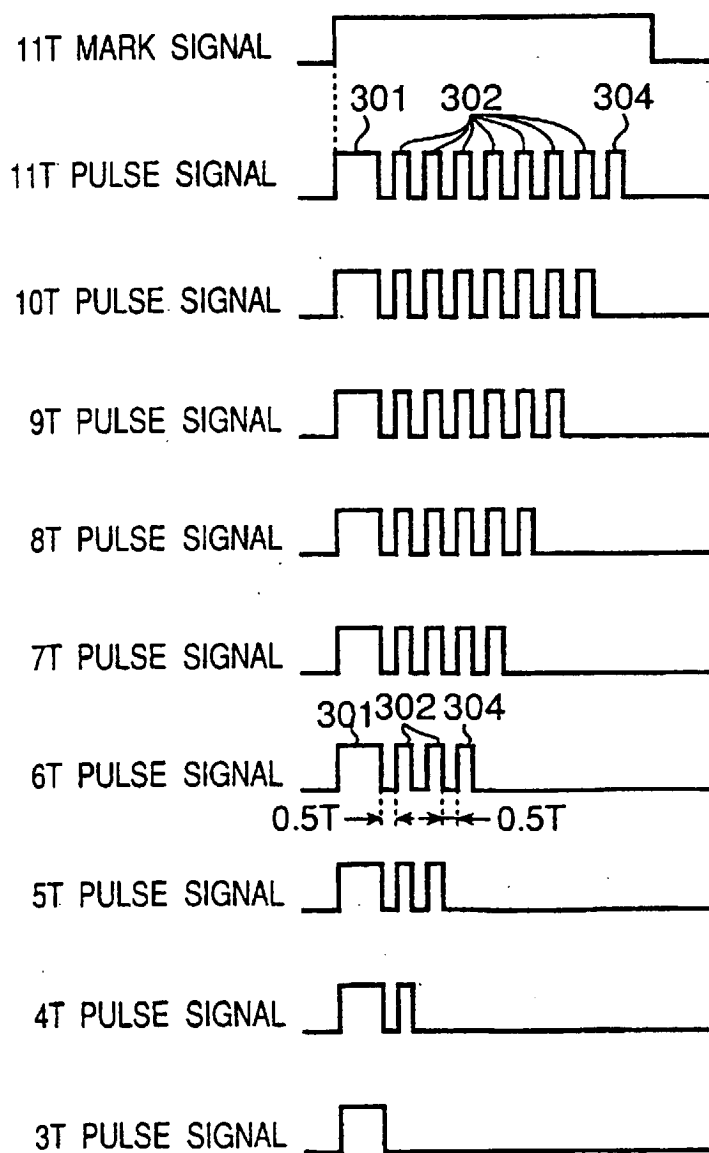 11T MARK SIGNAL
301 302 304
11T PULSE SIGNAL
10T PULSE SIGNAL
9T PULSE SIGNAL
8T PULSE SIGNAL
7T PULSE SIGNAL
301 302 304
6T PULSE SIGNAL
0.5T 0.5T
5T PULSE SIGNAL
4T PULSE SIGNAL
3T PULSE SIGNAL